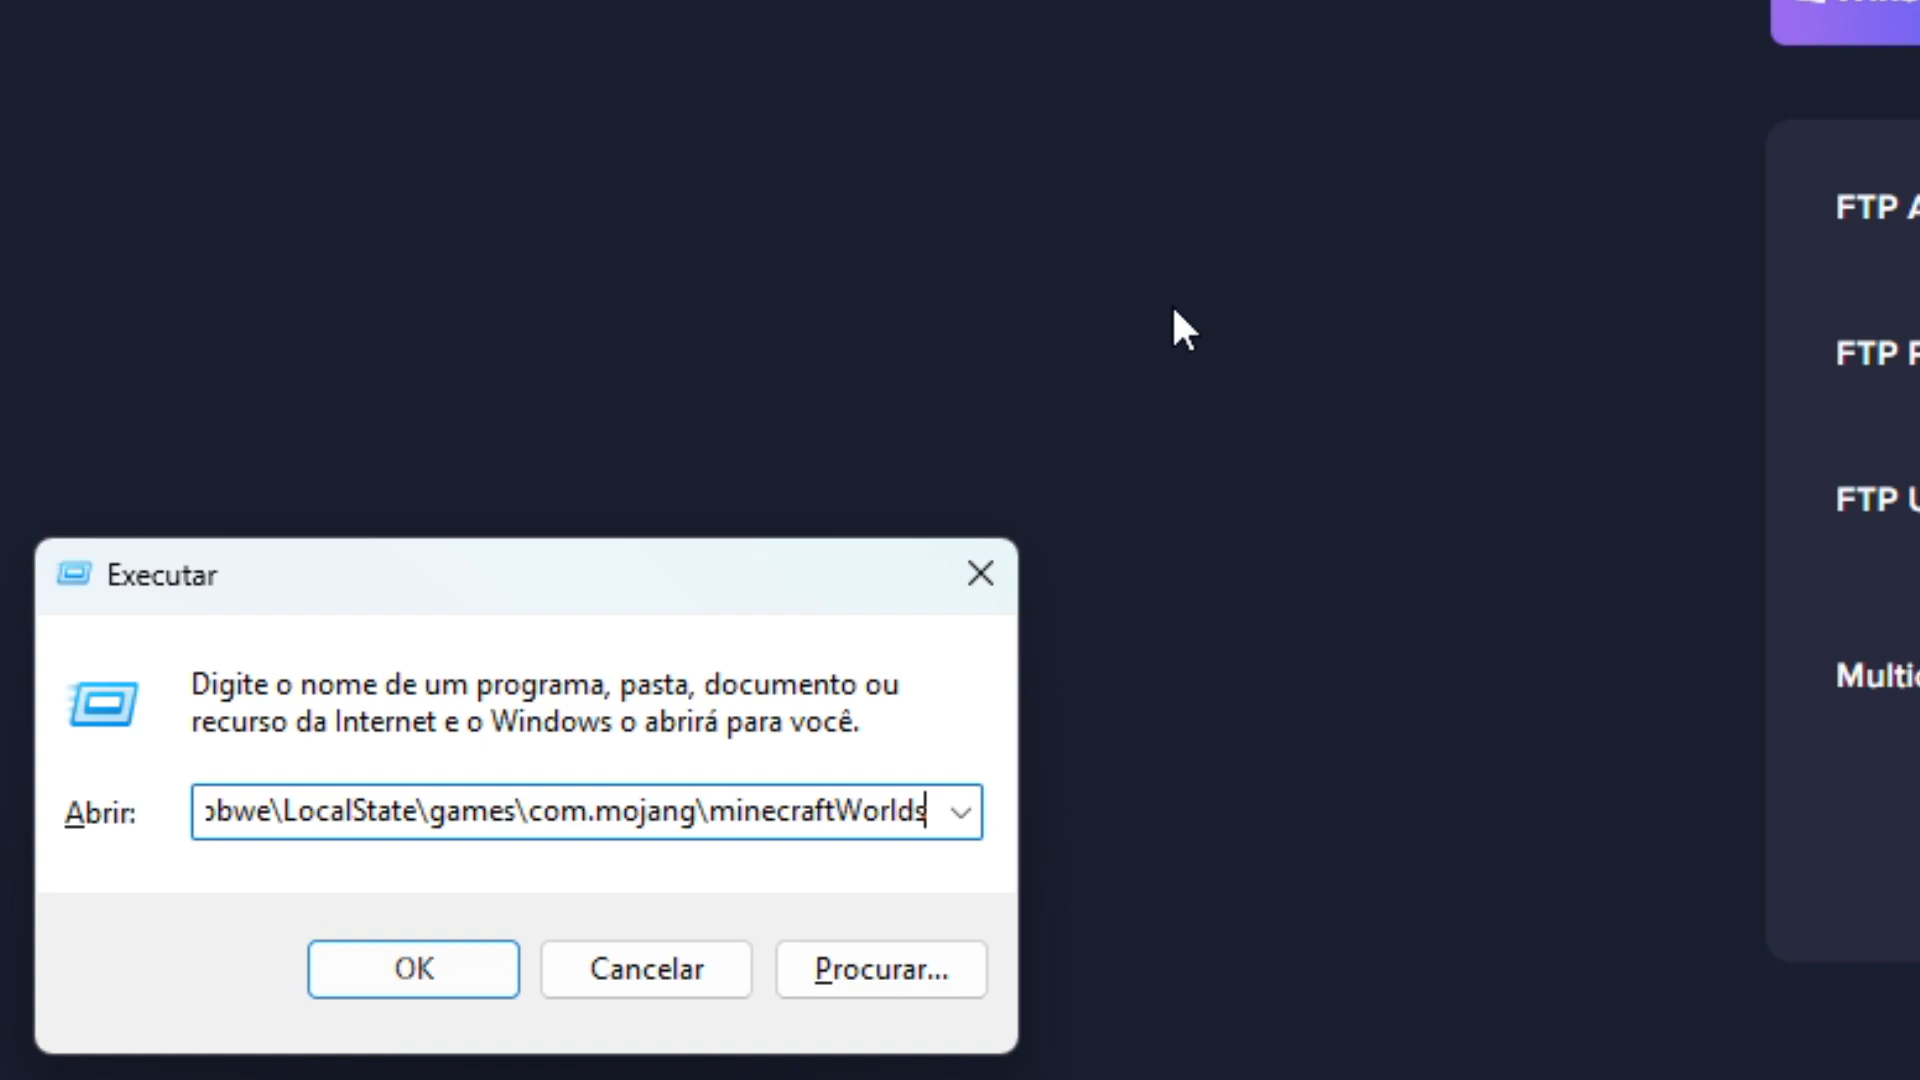 FTP
FTP
FTP
Executar
Digite o nome de um programa, pasta, documento ou
recurso da Internet e o Windows o abrirá para você.
Abrir:
obwe\LocalState\games\com.mojang\minecraftWorlds
OK
Cancelar
Procurar...